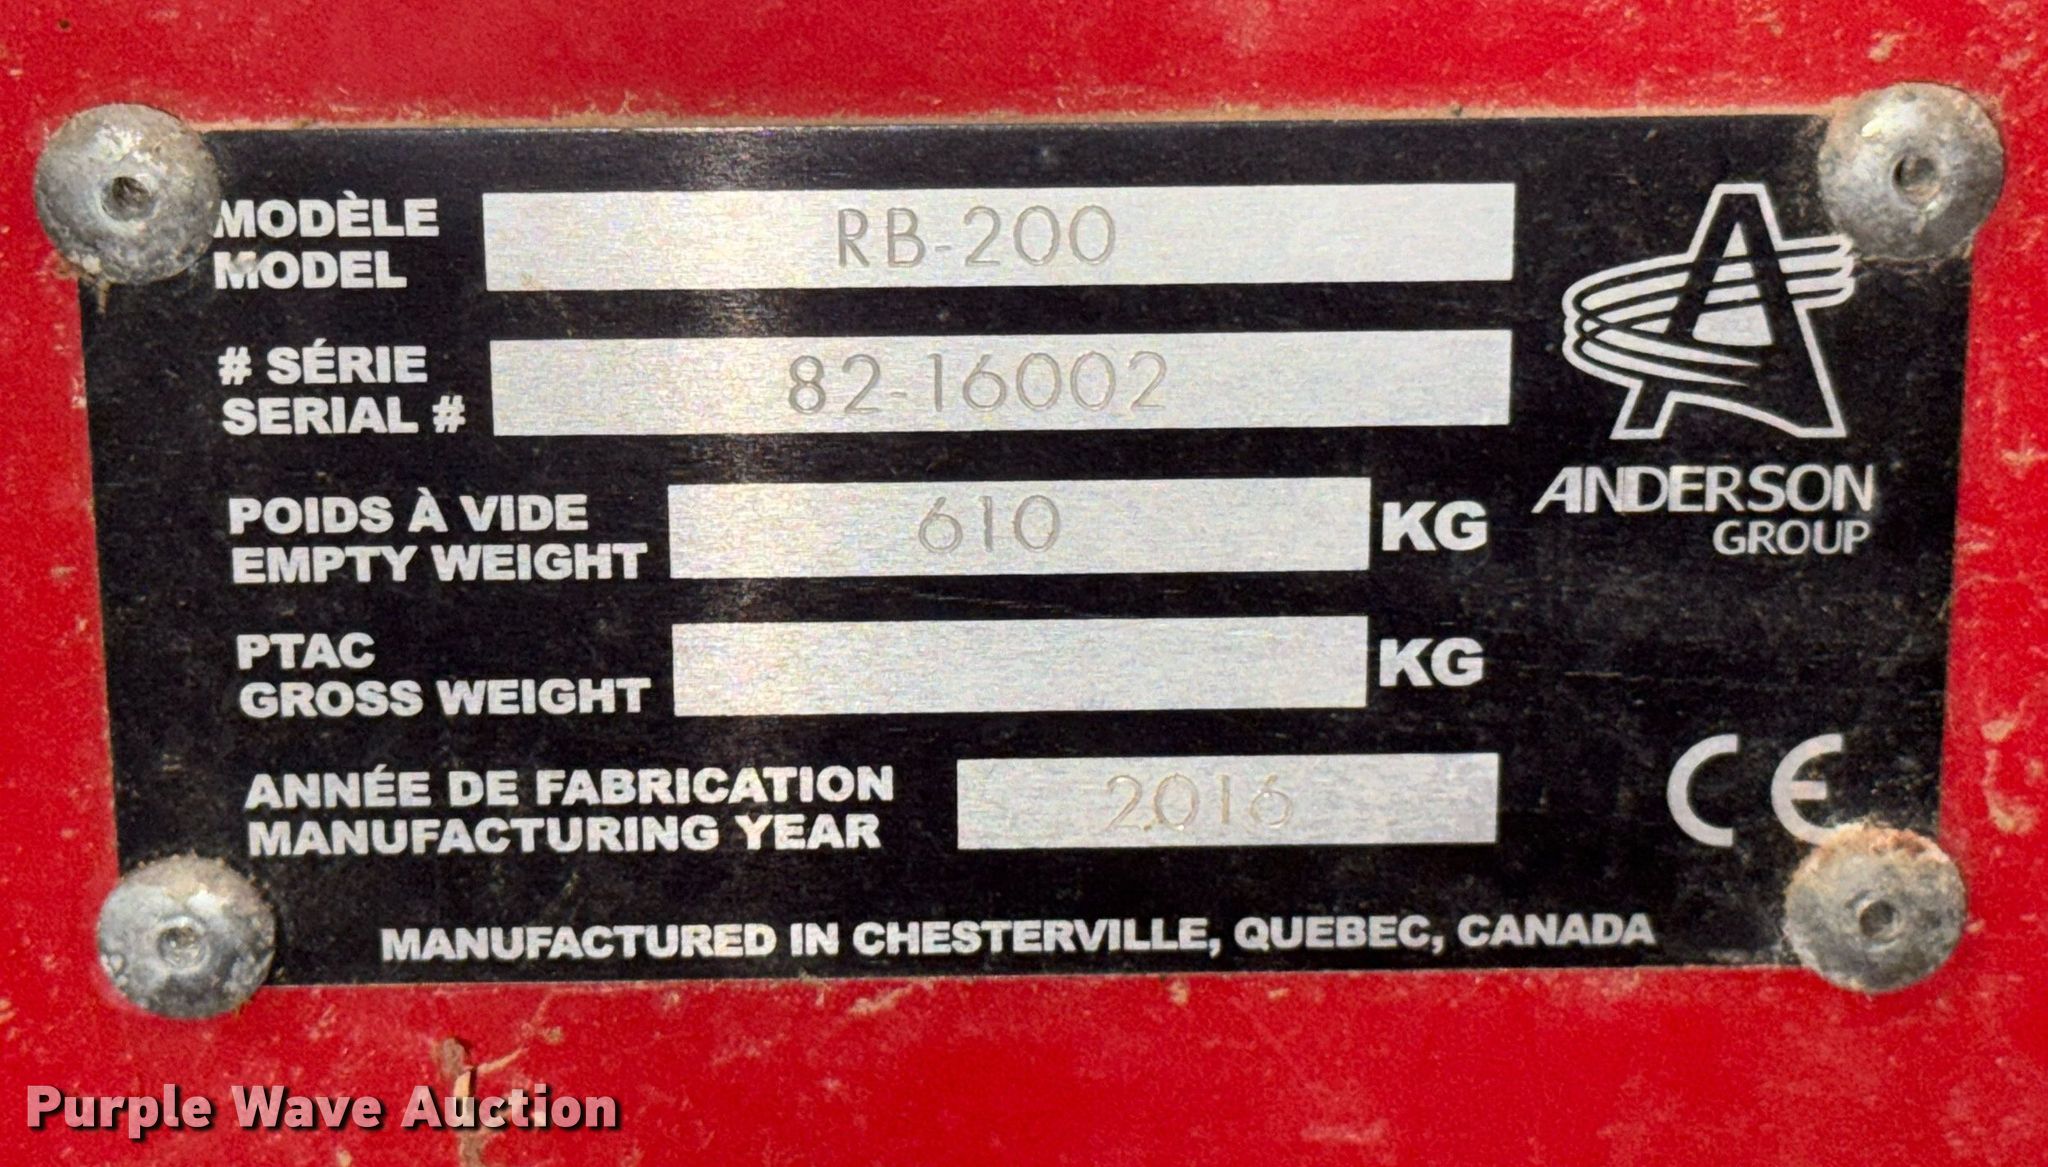 MODÈLE
MODEL
RB-200
# SÉRIE
SERIAL #
82-16002
POIDS À VIDE
EMPTY WEIGHT
610
KG
PTAC
GROSS WEIGHT
KG
ANNÉE DE FABRICATION
MANUFACTURING YEAR
2016
ANDERSON
GROUP
CE
MANUFACTURED IN CHESTERVILLE, QUEBEC, CANADA
Purple Wave Auction